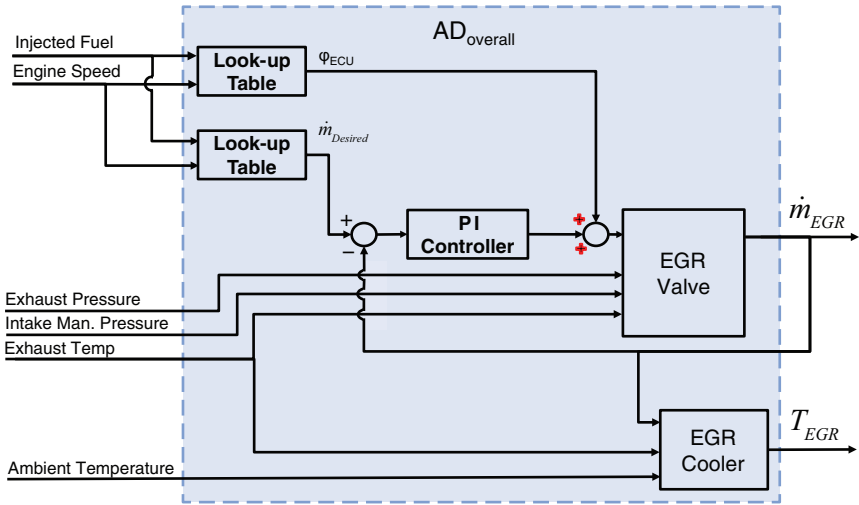 AD_overall
Injected Fuel
Engine Speed
Look-up
Table
φ_ECU
Look-up
Table
ṁ_Desired
+
−
PI
Controller
+
+
ṁ_EGR
EGR
Valve
Exhaust Pressure
Intake Man. Pressure
Exhaust Temp
T_EGR
EGR
Cooler
Ambient Temperature